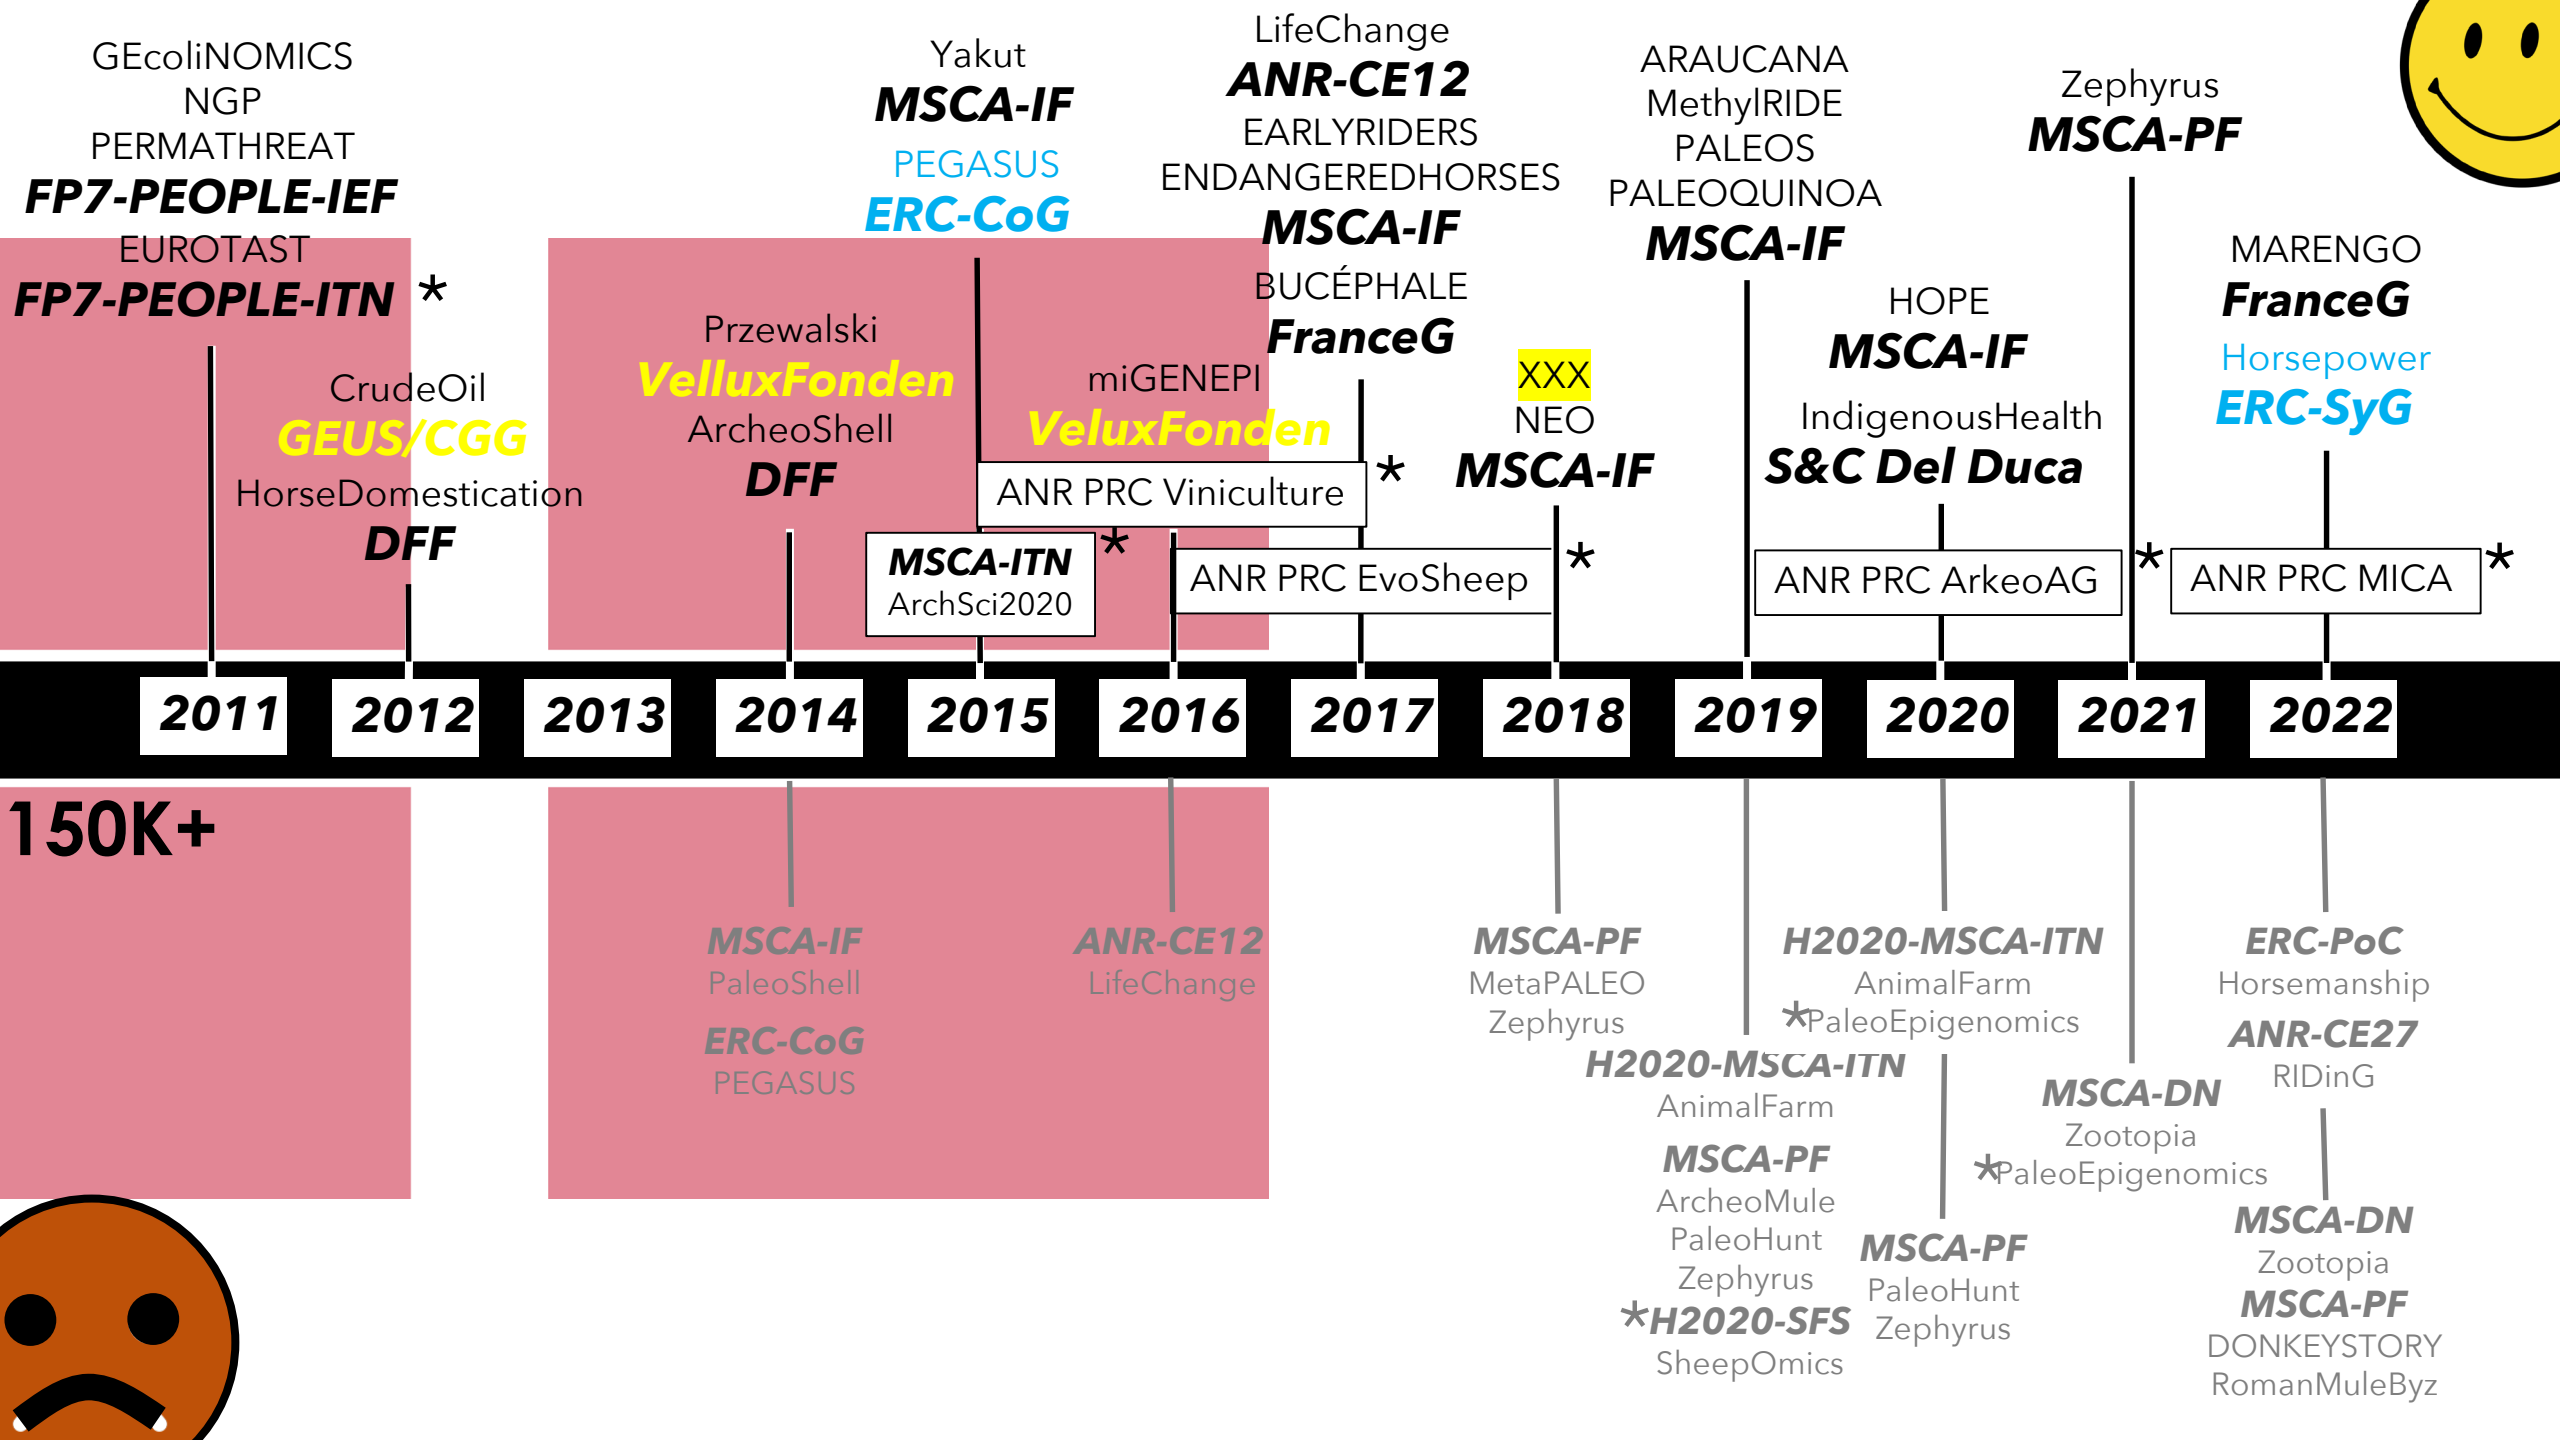 GEcoliNOMICS
NGP
PERMATHREAT
FP7-PEOPLE-IEF
EUROTAST
FP7-PEOPLE-ITN *
CrudeOil
GEUS/CGG
HorseDomestication
DFF
Przewalski
VelluxFonden
ArcheoShell
DFF
Yakut
MSCA-IF
PEGASUS
ERC-CoG
MSCA-ITN *
ArchSci2020
miGENEPI
VeluxFonden
ANR PRC Viniculture *
LifeChange
ANR-CE12
EARLYRIDERS
ENDANGEREDHORSES
MSCA-IF
BUCÉPHALE
FranceG
ANR PRC EvoSheep *
XXX
NEO
MSCA-IF
ARAUCANA
MethylRIDE
PALEOS
PALEOQUINOA
MSCA-IF
HOPE
MSCA-IF
IndigenousHealth
S&C Del Duca
ANR PRC ArkeoAG *
Zephyrus
MSCA-PF
MARENGO
FranceG
Horsepower
ERC-SyG
ANR PRC MICA *
2011 2012 2013 2014 2015 2016 2017 2018 2019 2020 2021 2022
150K+
MSCA-IF
PaleoShell
ERC-CoG
PEGASUS
ANR-CE12
LifeChange
MSCA-PF
MetaPALEO
Zephyrus
H2020-MSCA-ITN
AnimalFarm
MSCA-PF
ArcheoMule
PaleoHunt
Zephyrus
*H2020-SFS
SheepOmics
H2020-MSCA-ITN
AnimalFarm
*PaleoEpigenomics
MSCA-PF
PaleoHunt
Zephyrus
MSCA-DN
Zootopia
*PaleoEpigenomics
ERC-PoC
Horsemanship
ANR-CE27
RIDinG
MSCA-DN
Zootopia
MSCA-PF
DONKEYSTORY
RomanMuleByz